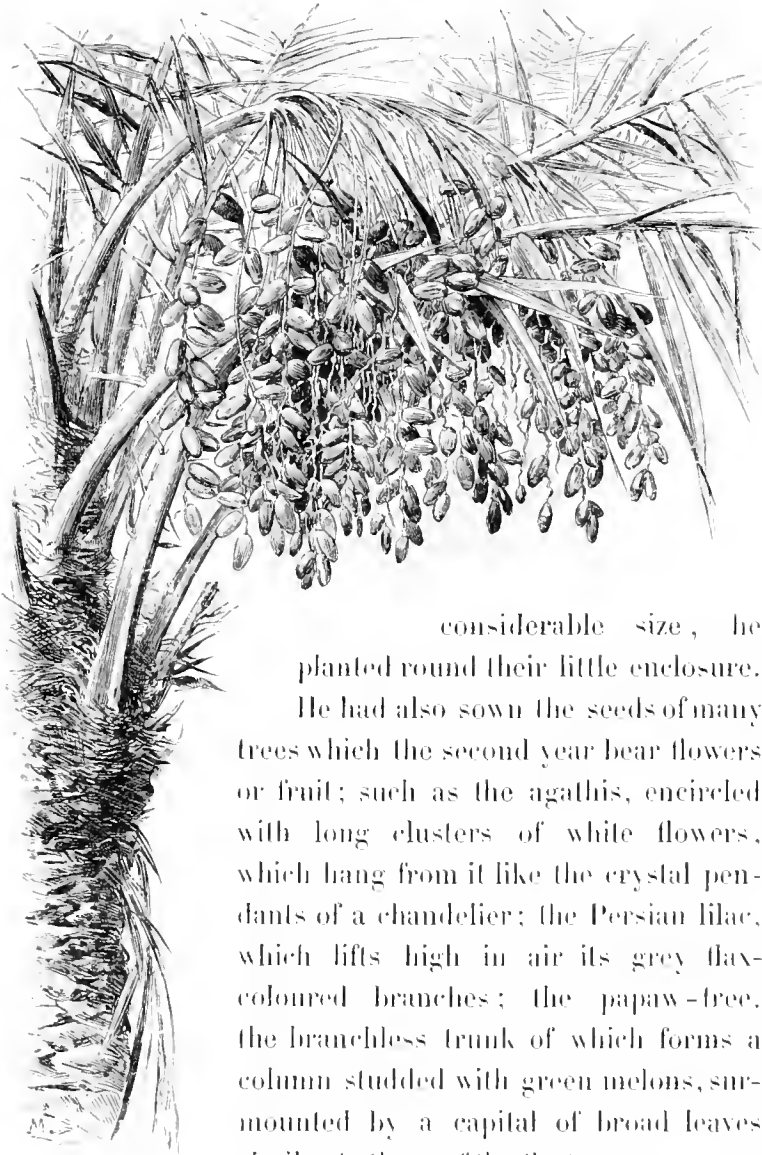 considerable size, he
planted round their little enclosure.
He had also sown the seeds of many
trees which the second year bear flowers
or fruit; such as the agathis, encircled
with long clusters of white flowers,
which hang from it like the crystal pen-
dants of a chandelier; the Persian lilac,
which lifts high in air its grey flax-
coloured branches; the papaw-tree,
the branchless trunk of which forms a
column studded with green melons, sur-
mounted by a capital of broad leaves
M.